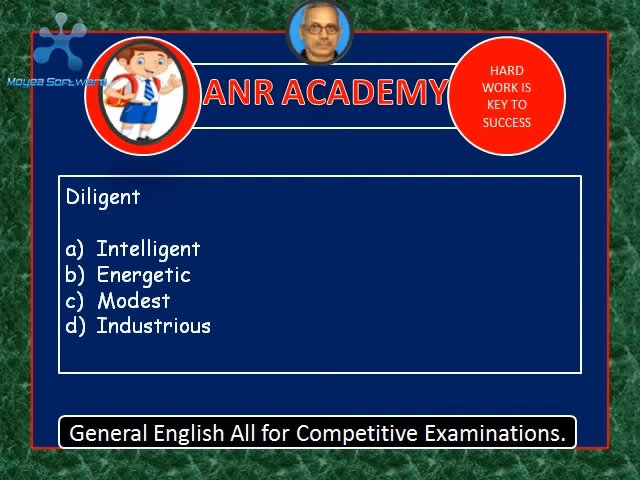 Moyea Software
ANR ACADEMY
HARD
WORK IS
KEY TO
SUCCESS
Diligent
a) Intelligent
b) Energetic
c) Modest
d) Industrious
General English All for Competitive Examinations.